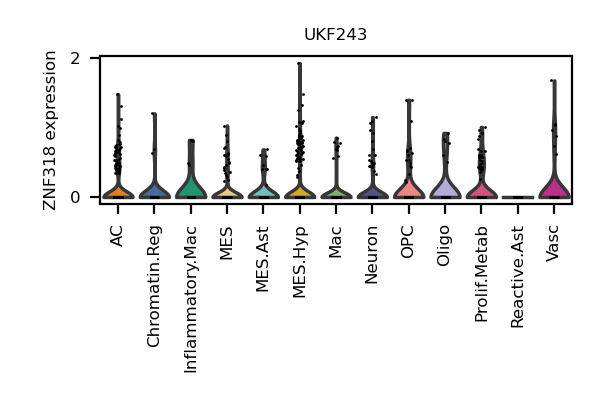 UKF243
ZNF318 expression
2
0
AC
Chromatin.Reg
Inflammatory.Mac
MES
MES.Ast
MES.Hyp
Mac
Neuron
OPC
Oligo
Prolif.Metab
Reactive.Ast
Vasc